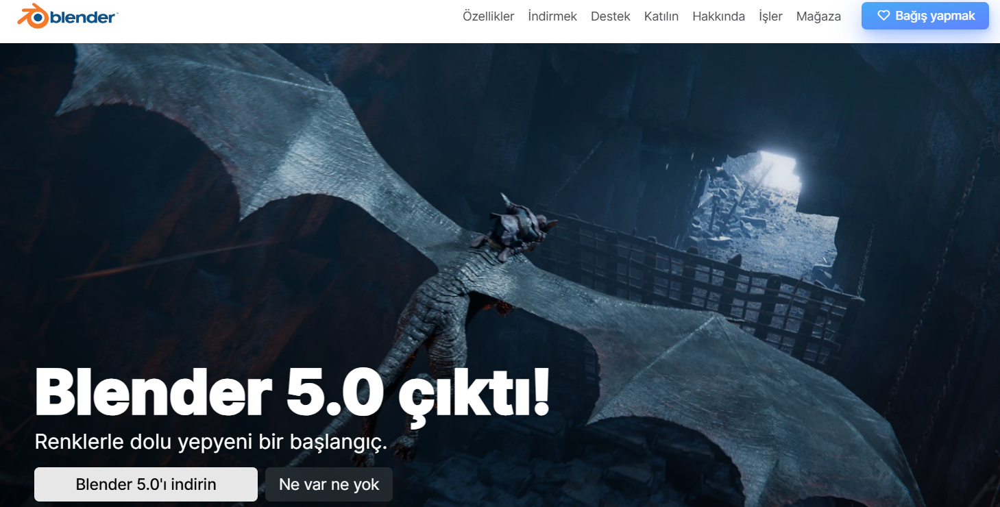 blender™
Özellikler İndirmek Destek Katılın Hakkında İşler Mağaza Bağış yapmak
Blender 5.0 çıktı!
Renklerle dolu yepyeni bir başlangıç.
Blender 5.0'ı indirin Ne var ne yok